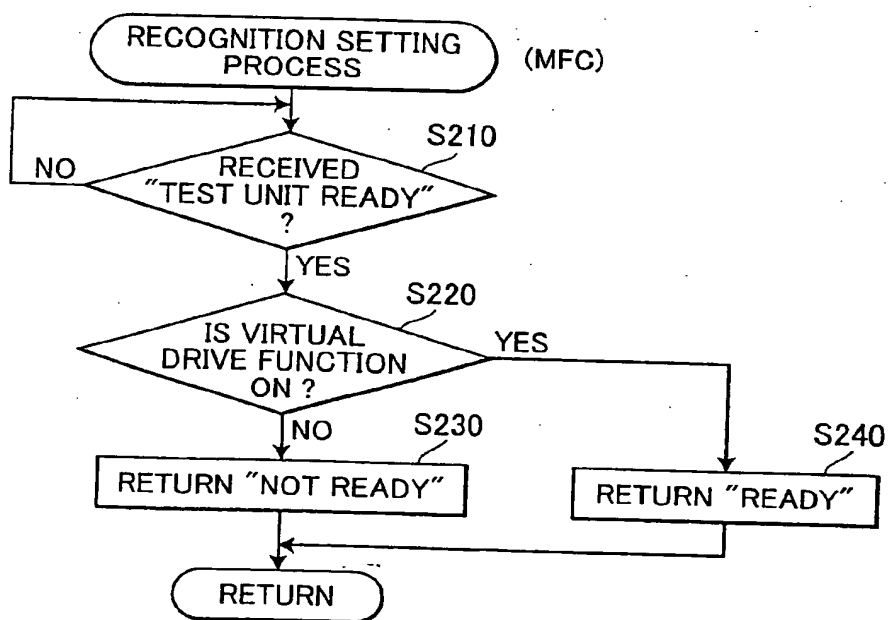 RECOGNITION SETTING
PROCESS
(MFC)
S210
NO
RECEIVED
"TEST UNIT READY"
?
YES
S220
IS VIRTUAL
DRIVE FUNCTION
ON ?
YES
NO
S230
RETURN "NOT READY"
S240
RETURN "READY"
RETURN